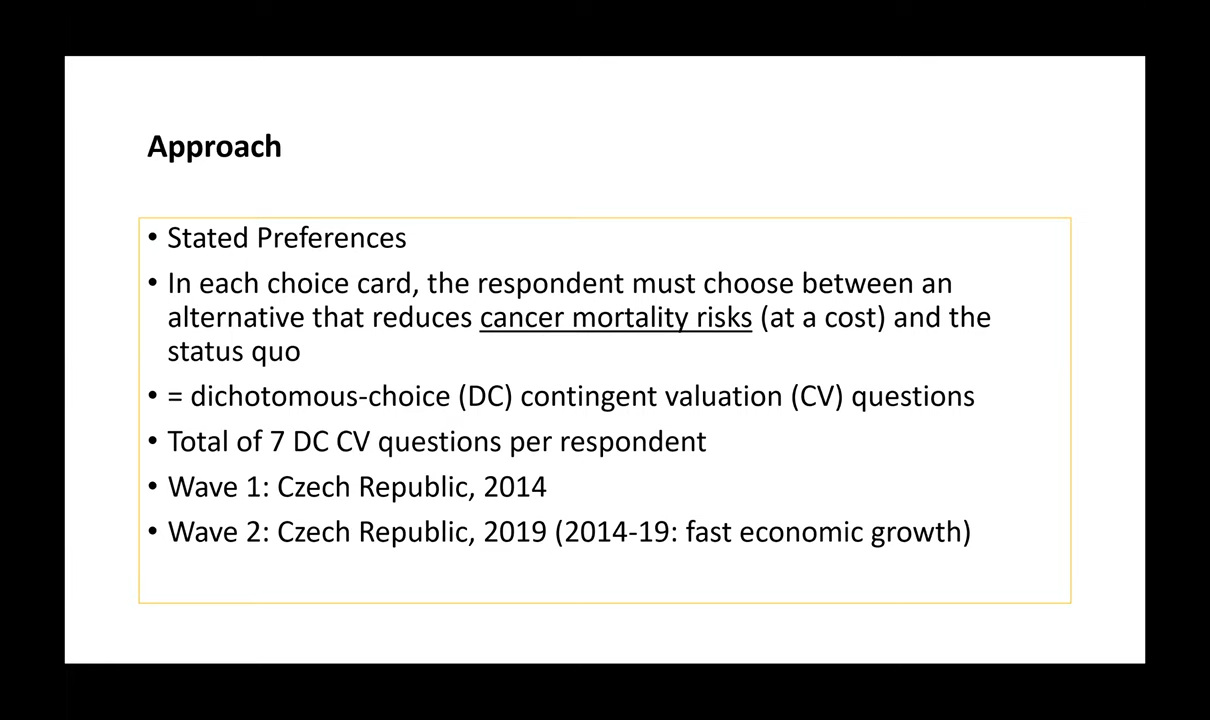 Approach
• Stated Preferences
• In each choice card, the respondent must choose between an
alternative that reduces cancer mortality risks (at a cost) and the
status quo
• = dichotomous-choice (DC) contingent valuation (CV) questions
• Total of 7 DC CV questions per respondent
• Wave 1: Czech Republic, 2014
• Wave 2: Czech Republic, 2019 (2014-19: fast economic growth)